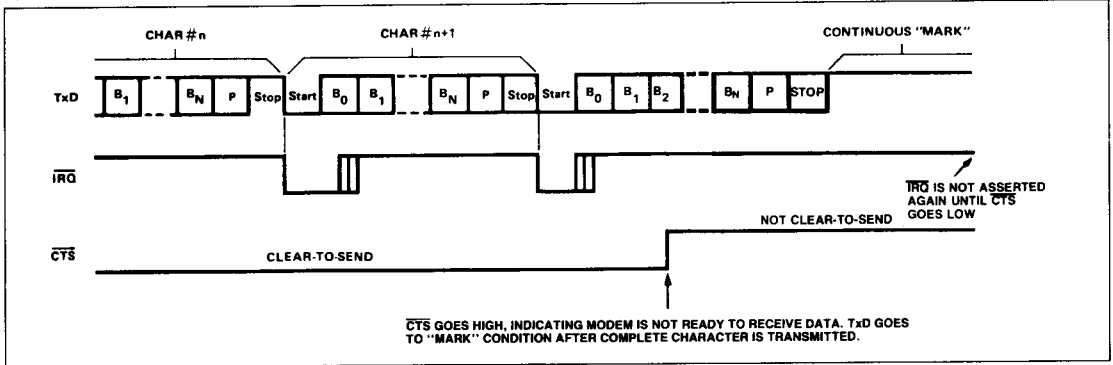 CHAR #n CHAR #n+1 CONTINUOUS "MARK"
TxD B1 BN P Stop Start B0 B1 BN P Stop Start B0 B1 B2 BN P STOP
IRQ
IRQ IS NOT ASSERTED
AGAIN UNTIL CTS
GOES LOW
NOT CLEAR-TO-SEND
CTS CLEAR-TO-SEND
CTS GOES HIGH, INDICATING MODEM IS NOT READY TO RECEIVE DATA. TxD GOES
TO "MARK" CONDITION AFTER COMPLETE CHARACTER IS TRANSMITTED.